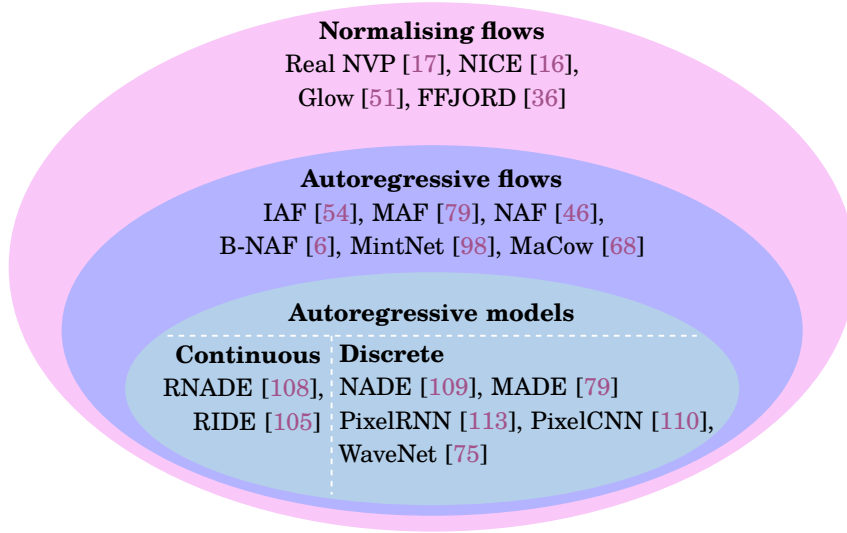 Normalising flows
Real NVP [17], NICE [16],
Glow [51], FFJORD [36]
Autoregressive flows
IAF [54], MAF [79], NAF [46],
B-NAF [6], MintNet [98], MaCow [68]
Autoregressive models
Continuous
RNADE [108],
RIDE [105]
Discrete
NADE [109], MADE [79]
PixelRNN [113], PixelCNN [110],
WaveNet [75]